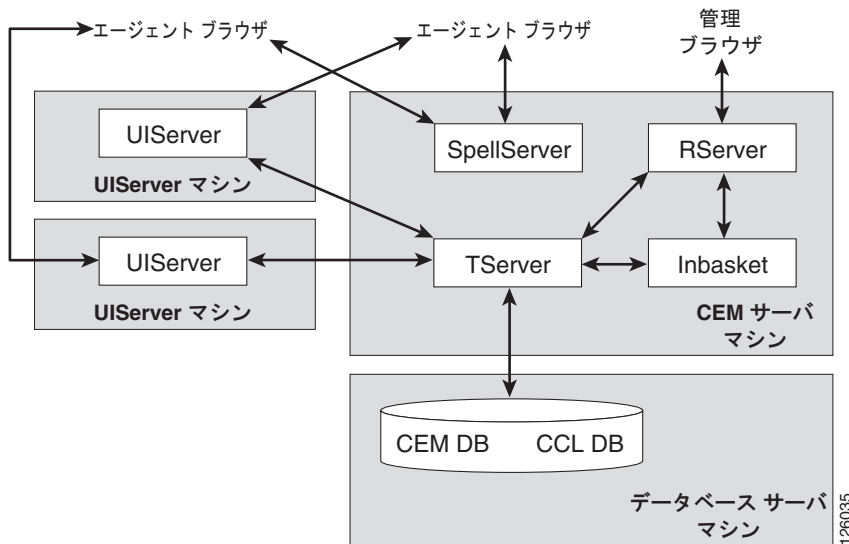 エージェント ブラウザ
エージェント ブラウザ
管理
ブラウザ
UIServer
UIServer マシン
SpellServer
RServer
UIServer
UIServer マシン
TServer
Inbasket
CEM サーバ
マシン
CEM DB
CCL DB
データベース サーバ
マシン
126035